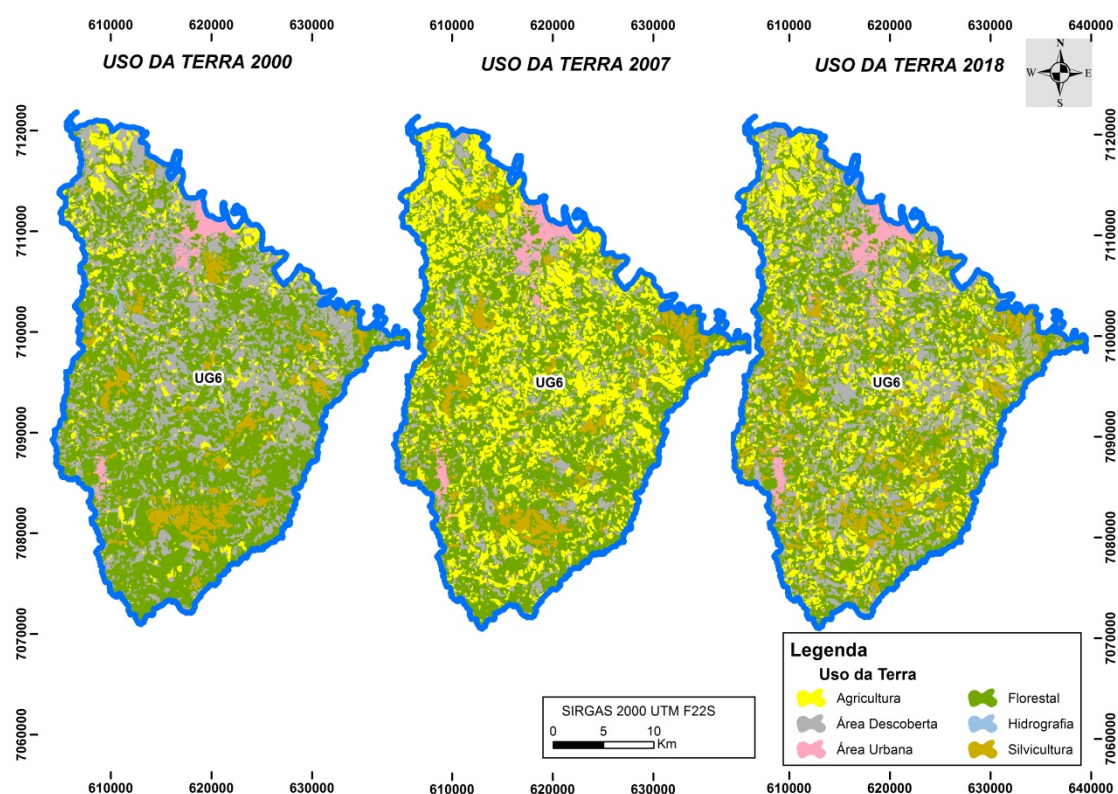 610000 620000 630000 610000 620000 630000 610000 620000 630000 640000
USO DA TERRA 2000 USO DA TERRA 2007 USO DA TERRA 2018
N
W E
S
7120000 7120000
7110000 7110000
7100000 7100000
UG6 UG6 UG6
7090000 7090000
7080000 7080000
7070000 7070000
Legenda
Uso da Terra
Agricultura Florestal
Área Descoberta Hidrografia
Área Urbana Silvicultura
SIRGAS 2000 UTM F22S
0 5 10
Km
7060000 7060000
610000 620000 630000 610000 620000 630000 610000 620000 630000 640000